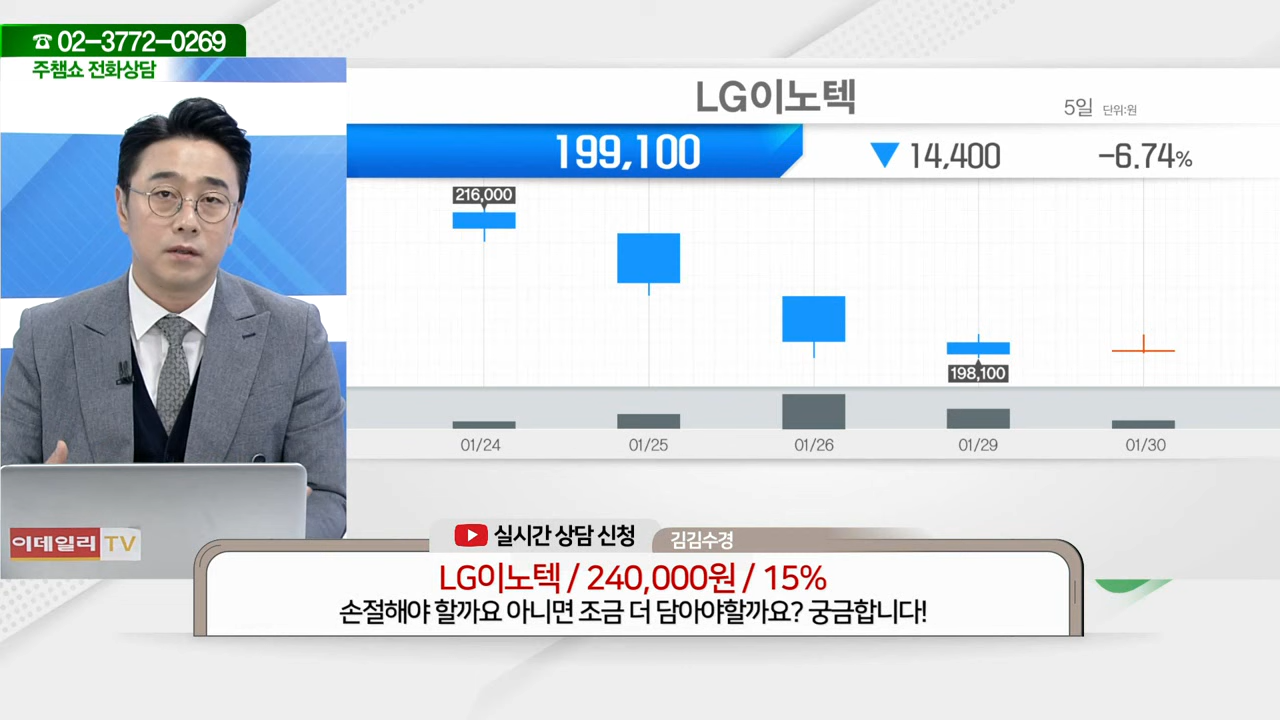 ☎ 02-3772-0269
주챔쇼 전화상담
LG이노텍
5일 단위:원
199,100
▼ 14,400
-6.74%
216,000
198,100
01/24
01/25
01/26
01/29
01/30
이데일리 TV
실시간 상담 신청
김김수경
LG이노텍 / 240,000원 / 15%
손절해야 할까요 아니면 조금 더 담아야할까요? 궁금합니다!